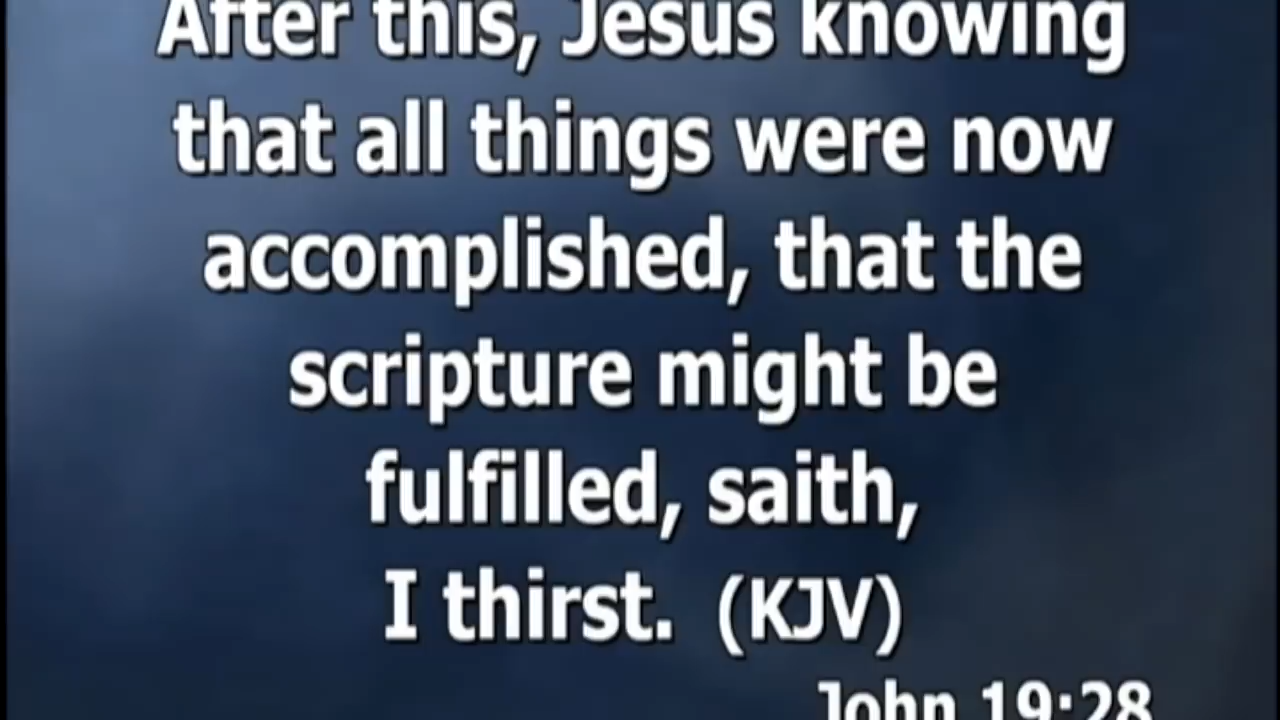 After this, Jesus knowing
that all things were now
accomplished, that the
scripture might be
fulfilled, saith,
I thirst. (KJV)
John 19:28